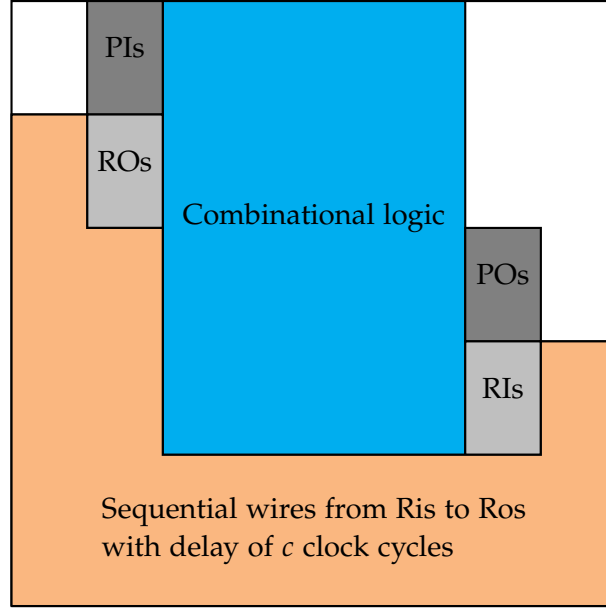 PIs
ROs
Combinational logic
POs
RIs
Sequential wires from Ris to Ros
with delay of c clock cycles